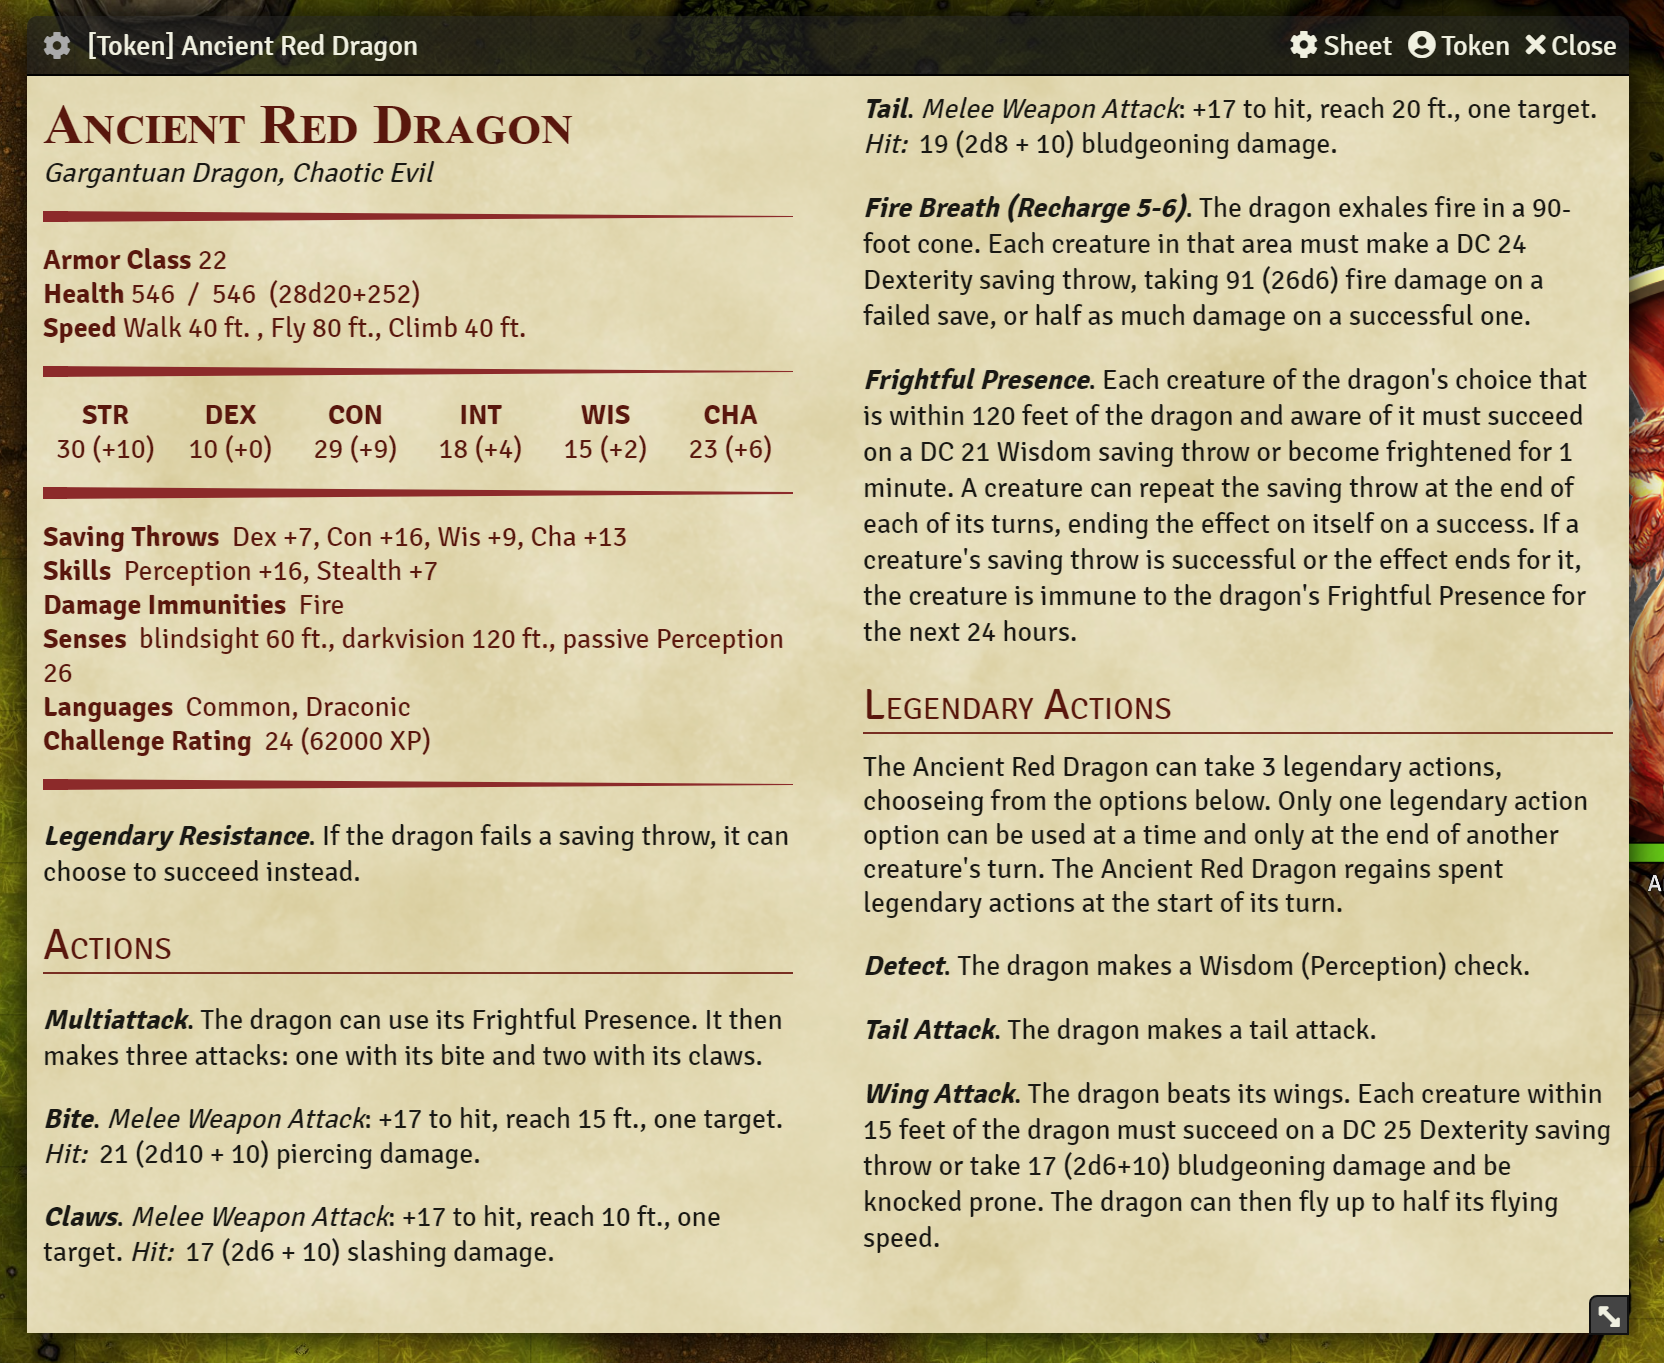 [Token] Ancient Red Dragon
Sheet Token Close
Ancient Red Dragon
Gargantuan Dragon, Chaotic Evil
Armor Class 22
Health 546 / 546 (28d20+252)
Speed Walk 40 ft. , Fly 80 ft., Climb 40 ft.
STR DEX CON INT WIS CHA
30 (+10) 10 (+0) 29 (+9) 18 (+4) 15 (+2) 23 (+6)
Saving Throws Dex +7, Con +16, Wis +9, Cha +13
Skills Perception +16, Stealth +7
Damage Immunities Fire
Senses blindsight 60 ft., darkvision 120 ft., passive Perception
26
Languages Common, Draconic
Challenge Rating 24 (62000 XP)
Legendary Resistance. If the dragon fails a saving throw, it can
choose to succeed instead.
Actions
Multiattack. The dragon can use its Frightful Presence. It then
makes three attacks: one with its bite and two with its claws.
Bite. Melee Weapon Attack: +17 to hit, reach 15 ft., one target.
Hit: 21 (2d10 + 10) piercing damage.
Claws. Melee Weapon Attack: +17 to hit, reach 10 ft., one
target. Hit: 17 (2d6 + 10) slashing damage.
Tail. Melee Weapon Attack: +17 to hit, reach 20 ft., one target.
Hit: 19 (2d8 + 10) bludgeoning damage.
Fire Breath (Recharge 5-6). The dragon exhales fire in a 90-
foot cone. Each creature in that area must make a DC 24
Dexterity saving throw, taking 91 (26d6) fire damage on a
failed save, or half as much damage on a successful one.
Frightful Presence. Each creature of the dragon's choice that
is within 120 feet of the dragon and aware of it must succeed
on a DC 21 Wisdom saving throw or become frightened for 1
minute. A creature can repeat the saving throw at the end of
each of its turns, ending the effect on itself on a success. If a
creature's saving throw is successful or the effect ends for it,
the creature is immune to the dragon's Frightful Presence for
the next 24 hours.
Legendary Actions
The Ancient Red Dragon can take 3 legendary actions,
chooseing from the options below. Only one legendary action
option can be used at a time and only at the end of another
creature's turn. The Ancient Red Dragon regains spent
legendary actions at the start of its turn.
Detect. The dragon makes a Wisdom (Perception) check.
Tail Attack. The dragon makes a tail attack.
Wing Attack. The dragon beats its wings. Each creature within
15 feet of the dragon must succeed on a DC 25 Dexterity saving
throw or take 17 (2d6+10) bludgeoning damage and be
knocked prone. The dragon can then fly up to half its flying
speed.
A